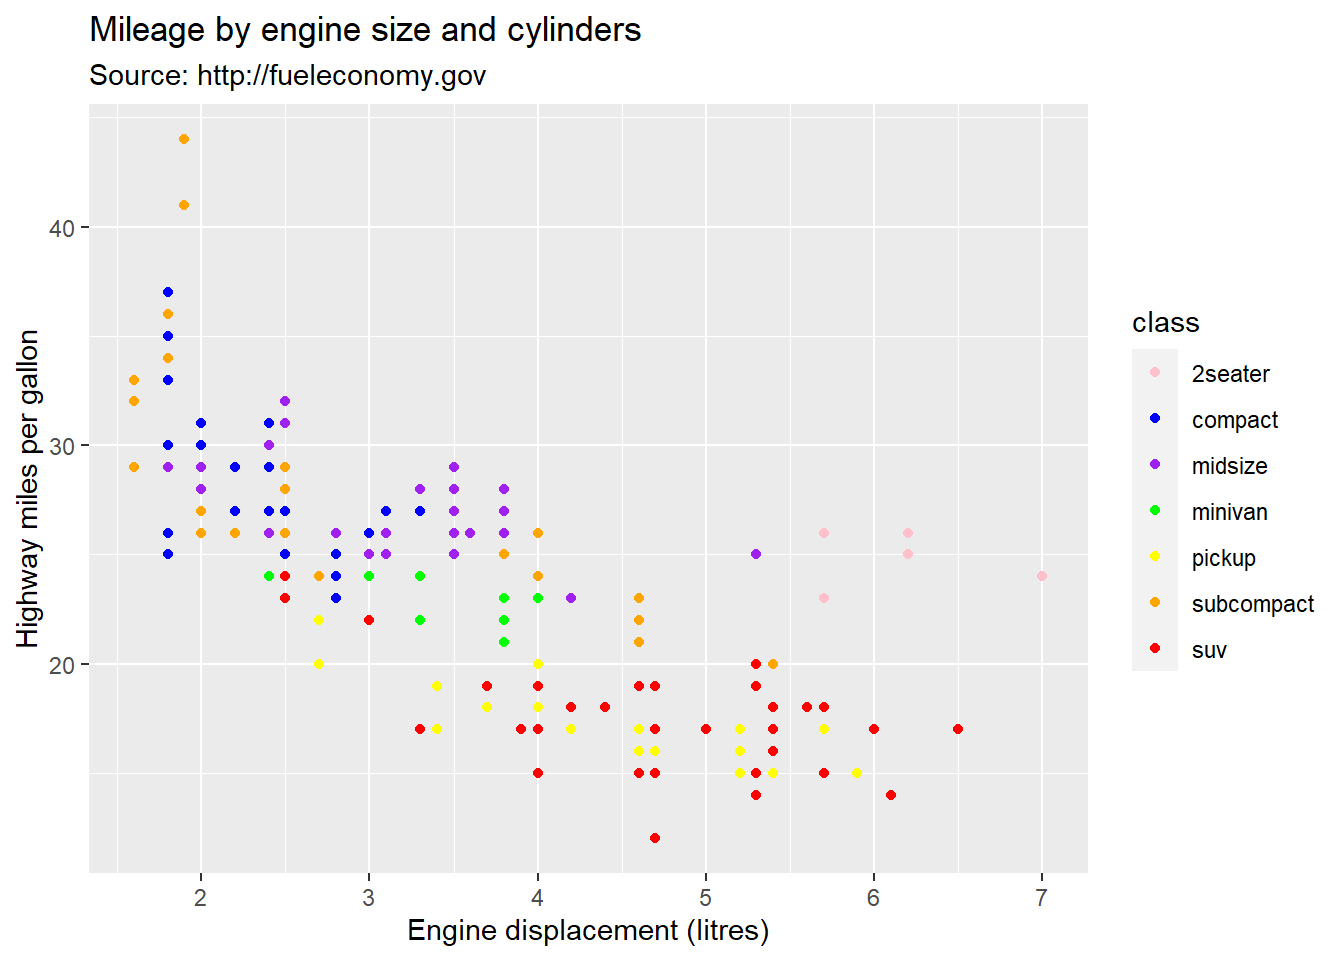 Mileage by engine size and cylinders
Source: http://fueleconomy.gov
Highway miles per gallon
40
30
20
2 3 4 5 6 7
Engine displacement (litres)
class
2seater
compact
midsize
minivan
pickup
subcompact
suv